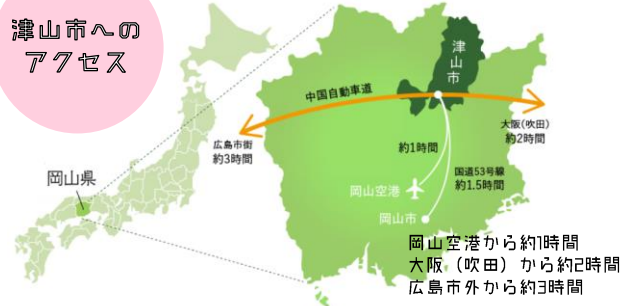 津山市への
アクセス
津山市
中国自動車道
大阪(吹田)
約2時間
広島市街
約3時間
約1時間
国道53号線
約1.5時間
岡山県
岡山空港
岡山市
岡山空港から約1時間
大阪（吹田）から約2時間
広島市外から約3時間